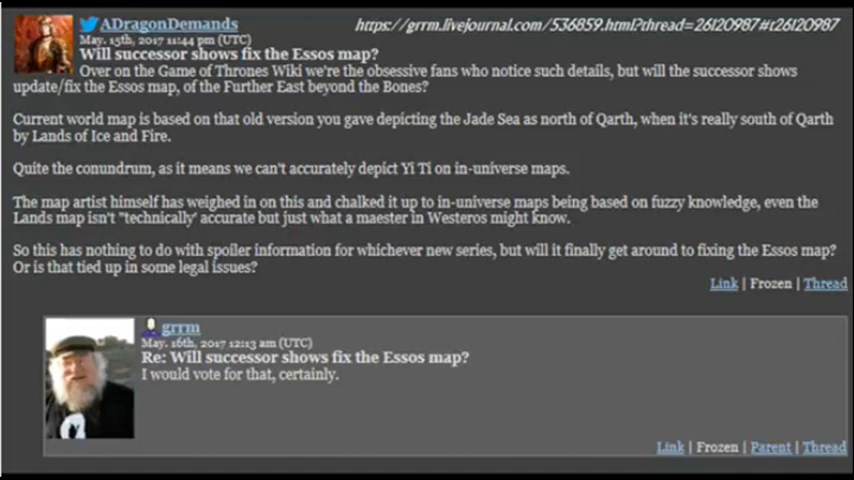 ADragonDemands
https://grrm.livejournal.com/536859.html?thread=26120987#t26120987
May. 15th, 2017 11:44 pm (UTC)
Will successor shows fix the Essos map?
Over on the Game of Thrones Wiki we're the obsessive fans who notice such details, but will the successor shows
update/fix the Essos map, of the Further East beyond the Bones?
Current world map is based on that old version you gave depicting the Jade Sea as north of Qarth, when it's really south of Qarth
by Lands of Ice and Fire.
Quite the conundrum, as it means we can't accurately depict Yi Ti on in-universe maps.
The map artist himself has weighed in on this and chalked it up to in-universe maps being based on fuzzy knowledge, even the
Lands map isn't "technically' accurate but just what a maester in Westeros might know.
So this has nothing to do with spoiler information for whichever new series, but will it finally get around to fixing the Essos map?
Or is that tied up in some legal issues?
Link | Frozen | Thread
grrm
May. 16th, 2017 12:13 am (UTC)
Re: Will successor shows fix the Essos map?
I would vote for that, certainly.
Link | Frozen | Parent | Thread